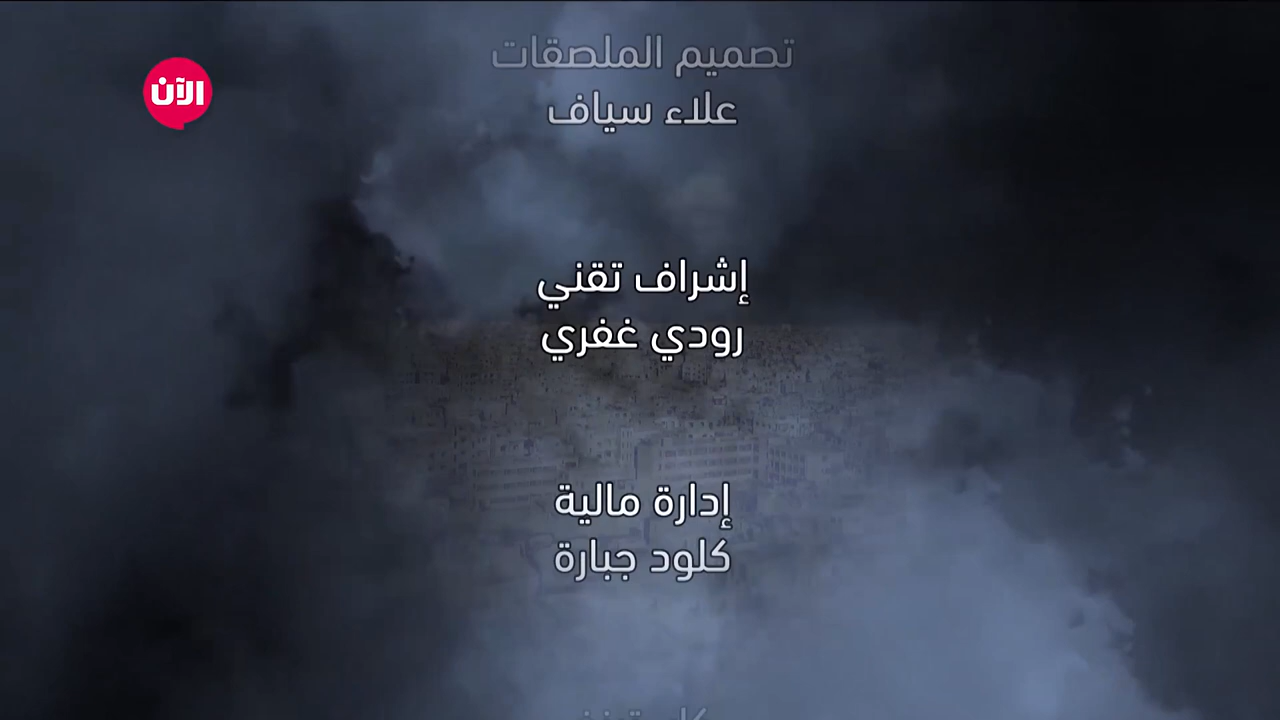 تصميم الملصقات
الآن
علاء سياف
إشراف تقني
رودي غفري
إدارة مالية
كلود جبارة